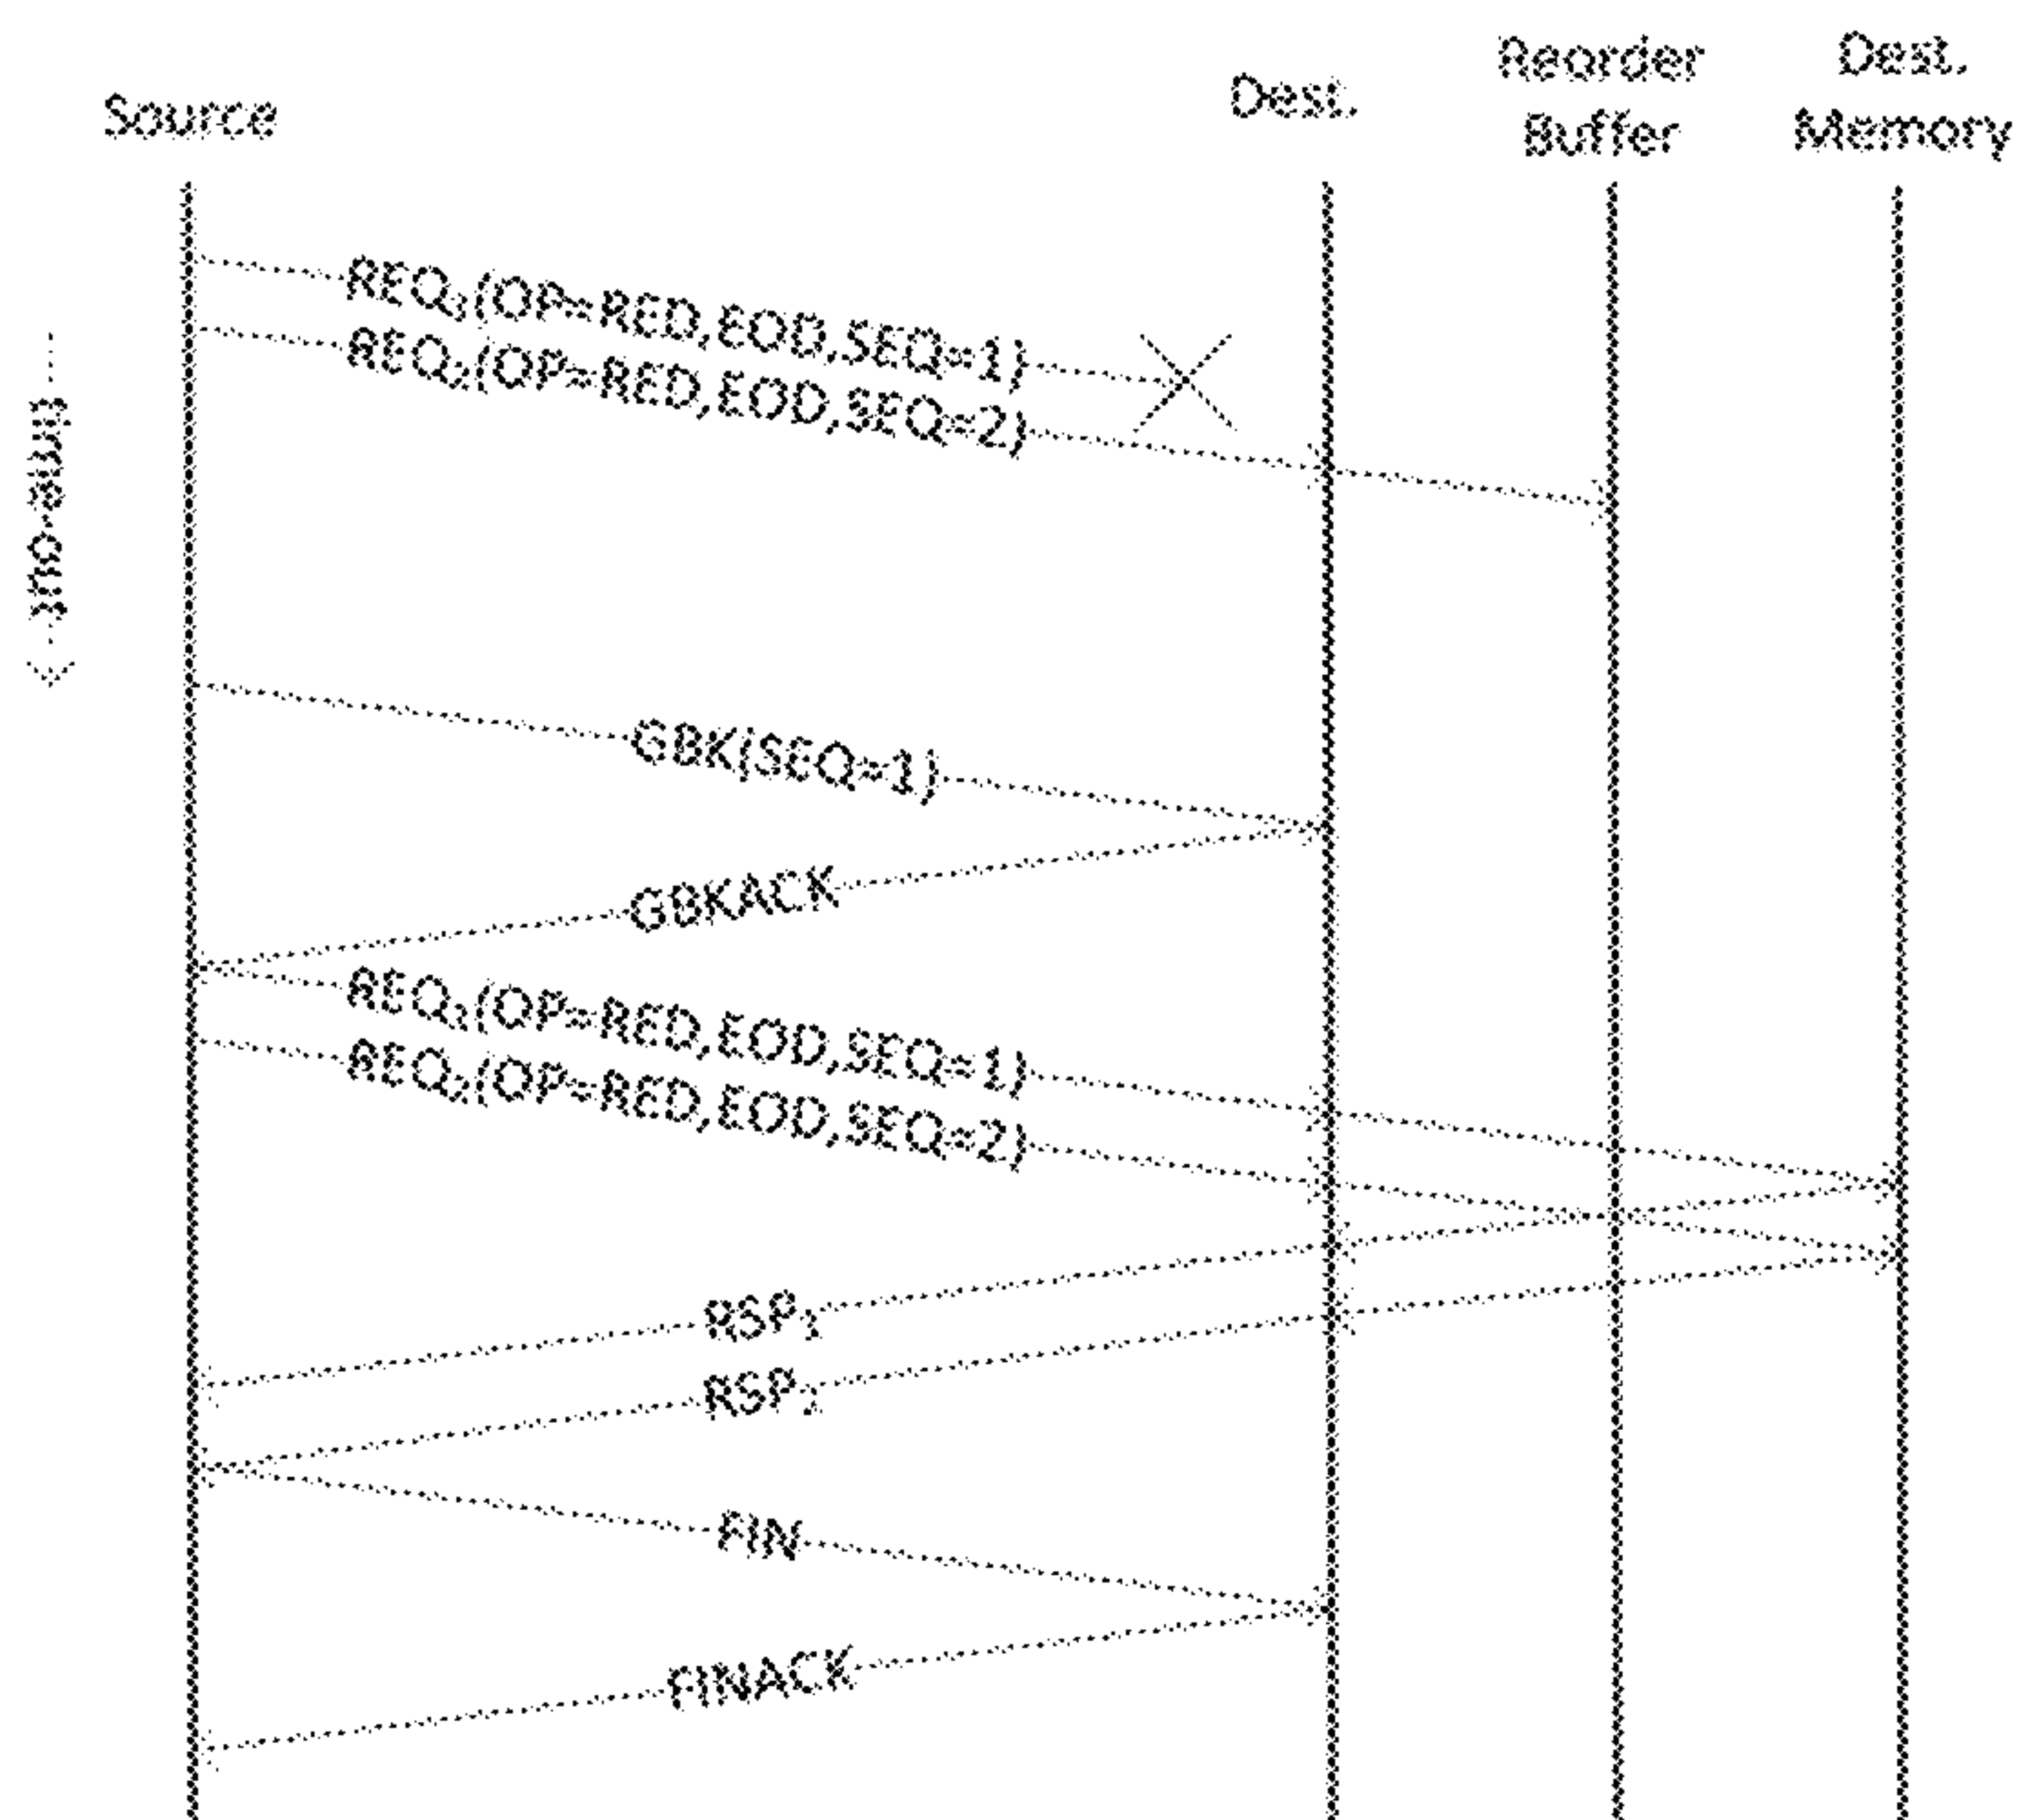 Source
Dest.
Reorder
Buffer
Dest.
Memory
time-out
REQ₁(OP=RED,EOD,SEQ=1)
REQ₂(OP=RED,EOD,SEQ=2)
GBK(SEQ=1)
GBKACK
REQ₁(OP=RED,EOD,SEQ=1)
REQ₂(OP=RED,EOD,SEQ=2)
RSP₁
RSP₂
FIN
FINACK